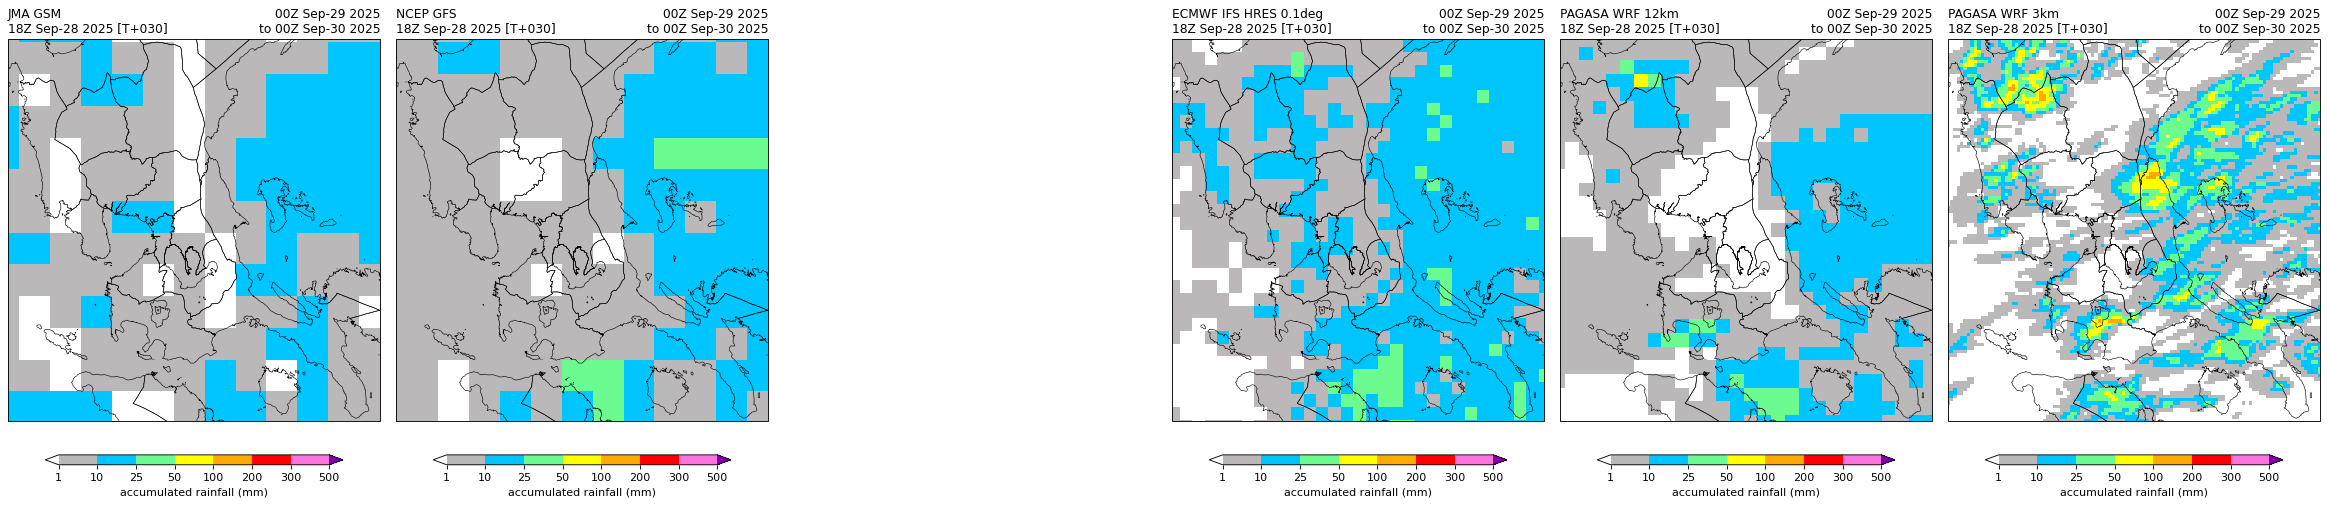 JMA GSM 00Z Sep-29 2025
18Z Sep-28 2025 [T+030] to 00Z Sep-30 2025
1 10 25 50 100 200 300 500
accumulated rainfall (mm)
NCEP GFS 00Z Sep-29 2025
18Z Sep-28 2025 [T+030] to 00Z Sep-30 2025
1 10 25 50 100 200 300 500
accumulated rainfall (mm)
ECMWF IFS HRES 0.1deg 00Z Sep-29 2025
18Z Sep-28 2025 [T+030] to 00Z Sep-30 2025
1 10 25 50 100 200 300 500
accumulated rainfall (mm)
PAGASA WRF 12km 00Z Sep-29 2025
18Z Sep-28 2025 [T+030] to 00Z Sep-30 2025
1 10 25 50 100 200 300 500
accumulated rainfall (mm)
PAGASA WRF 3km 00Z Sep-29 2025
18Z Sep-28 2025 [T+030] to 00Z Sep-30 2025
1 10 25 50 100 200 300 500
accumulated rainfall (mm)